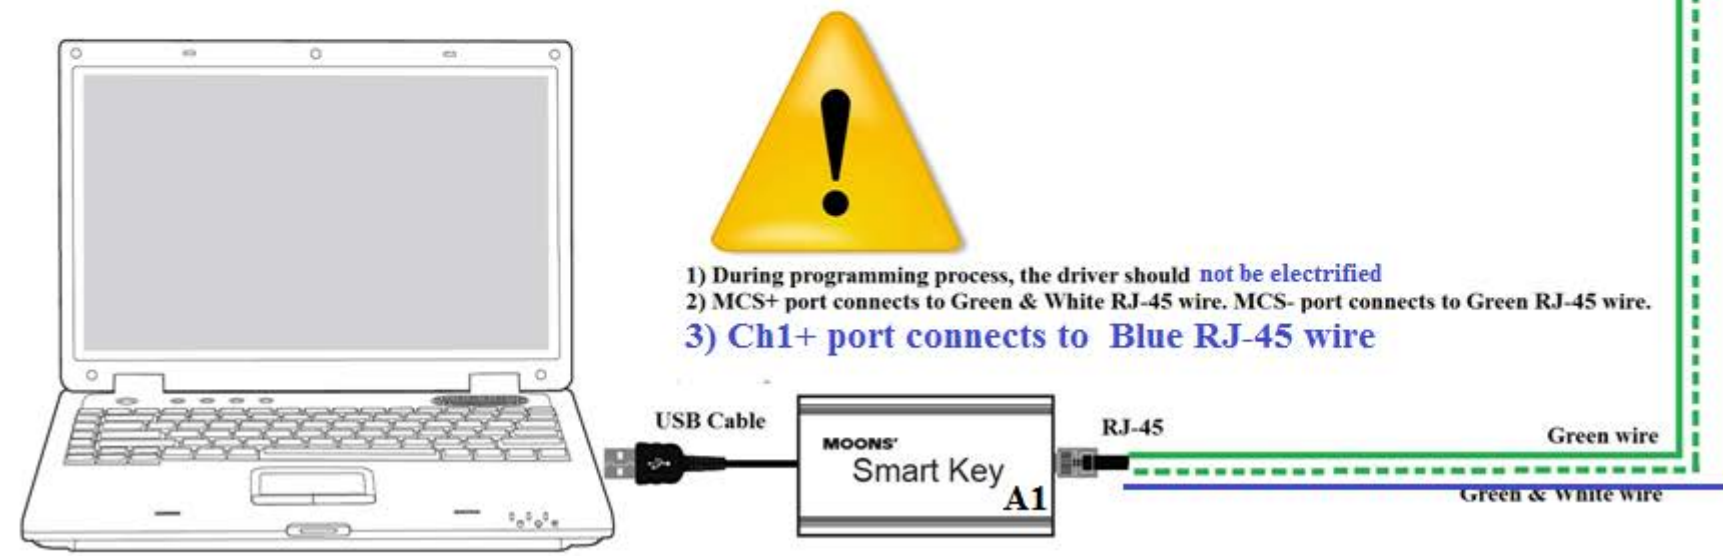 1) During programming process, the driver should not be electrified
2) MCS+ port connects to Green & White RJ-45 wire. MCS- port connects to Green RJ-45 wire.
3) Ch1+ port connects to Blue RJ-45 wire
USB Cable
MOONS'
Smart Key
A1
RJ-45
Green wire
Green & White wire